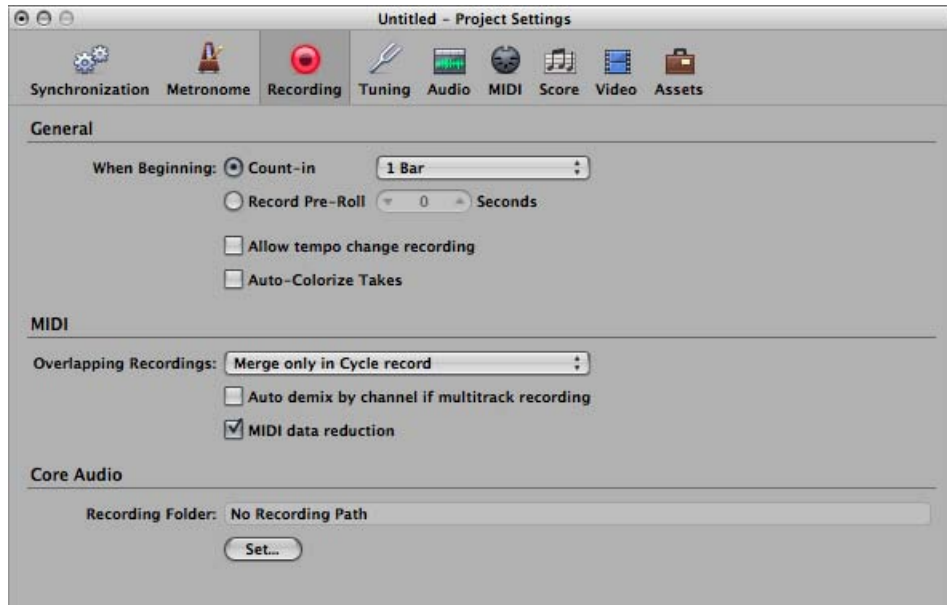 Untitled – Project Settings
Synchronization Metronome Recording Tuning Audio MIDI Score Video Assets
General
When Beginning: Count-in 1 Bar
Record Pre-Roll 0 Seconds
Allow tempo change recording
Auto-Colorize Takes
MIDI
Overlapping Recordings: Merge only in Cycle record
Auto demix by channel if multitrack recording
MIDI data reduction
Core Audio
Recording Folder: No Recording Path
Set...